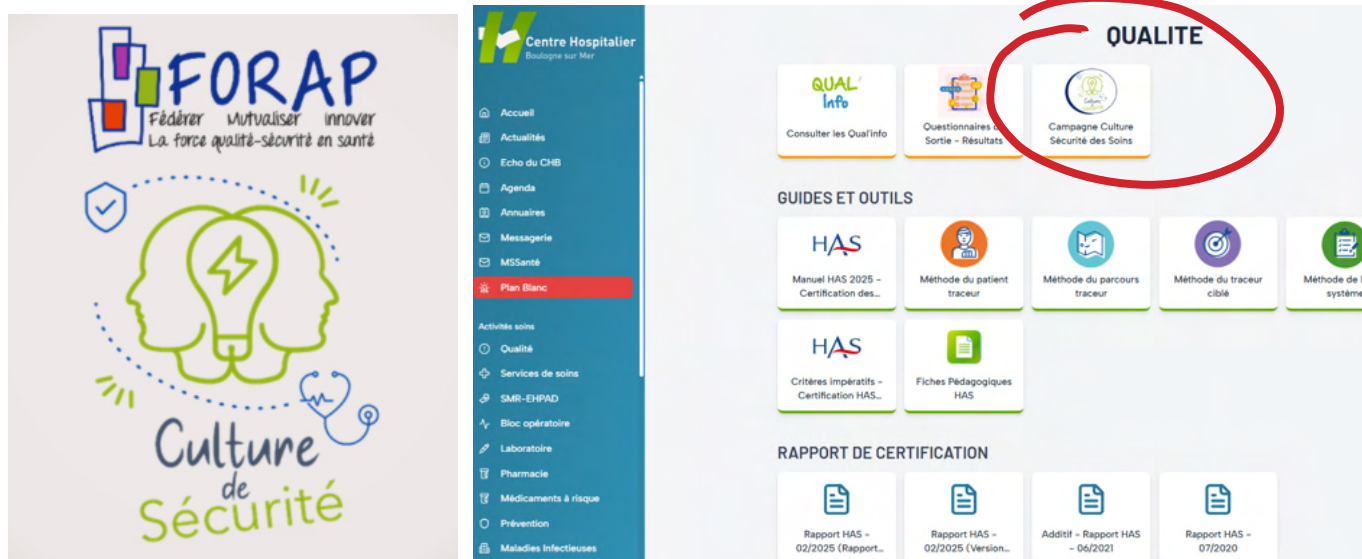 FORAP
Fédérer Mutualiser innover
La force qualité-sécurité en santé
Culture
de
Sécurité
Centre Hospitalier
Boulogne sur Mer
Accueil
Actualités
Echo du CHB
Agenda
Annuaires
Messagerie
MSSanté
Plan Blanc
Activités soins
Qualité
Services de soins
SMR-EHPAD
Bloc opératoire
Laboratoire
Pharmacie
Médicaments à risque
Prévention
Maladies Infectieuses
QUALITE
QUAL'
Info
Consulter les Qual'info
Questionnaires
Sortie - Résultats
Culture
Campagne Culture
Sécurité des Soins
GUIDES ET OUTILS
HAS
Manuel HAS 2025 -
Certification des...
Méthode du patient
traceur
Méthode du parcours
traceur
Méthode du traceur
ciblé
Méthode de
système
HAS
Critères impératifs -
Certification HAS...
Fiches Pédagogiques
HAS
RAPPORT DE CERTIFICATION
Rapport HAS -
02/2025 (Rapport...
Rapport HAS -
02/2025 (Version...
Additif - Rapport HAS
- 06/2021
Rapport HAS -
07/2020